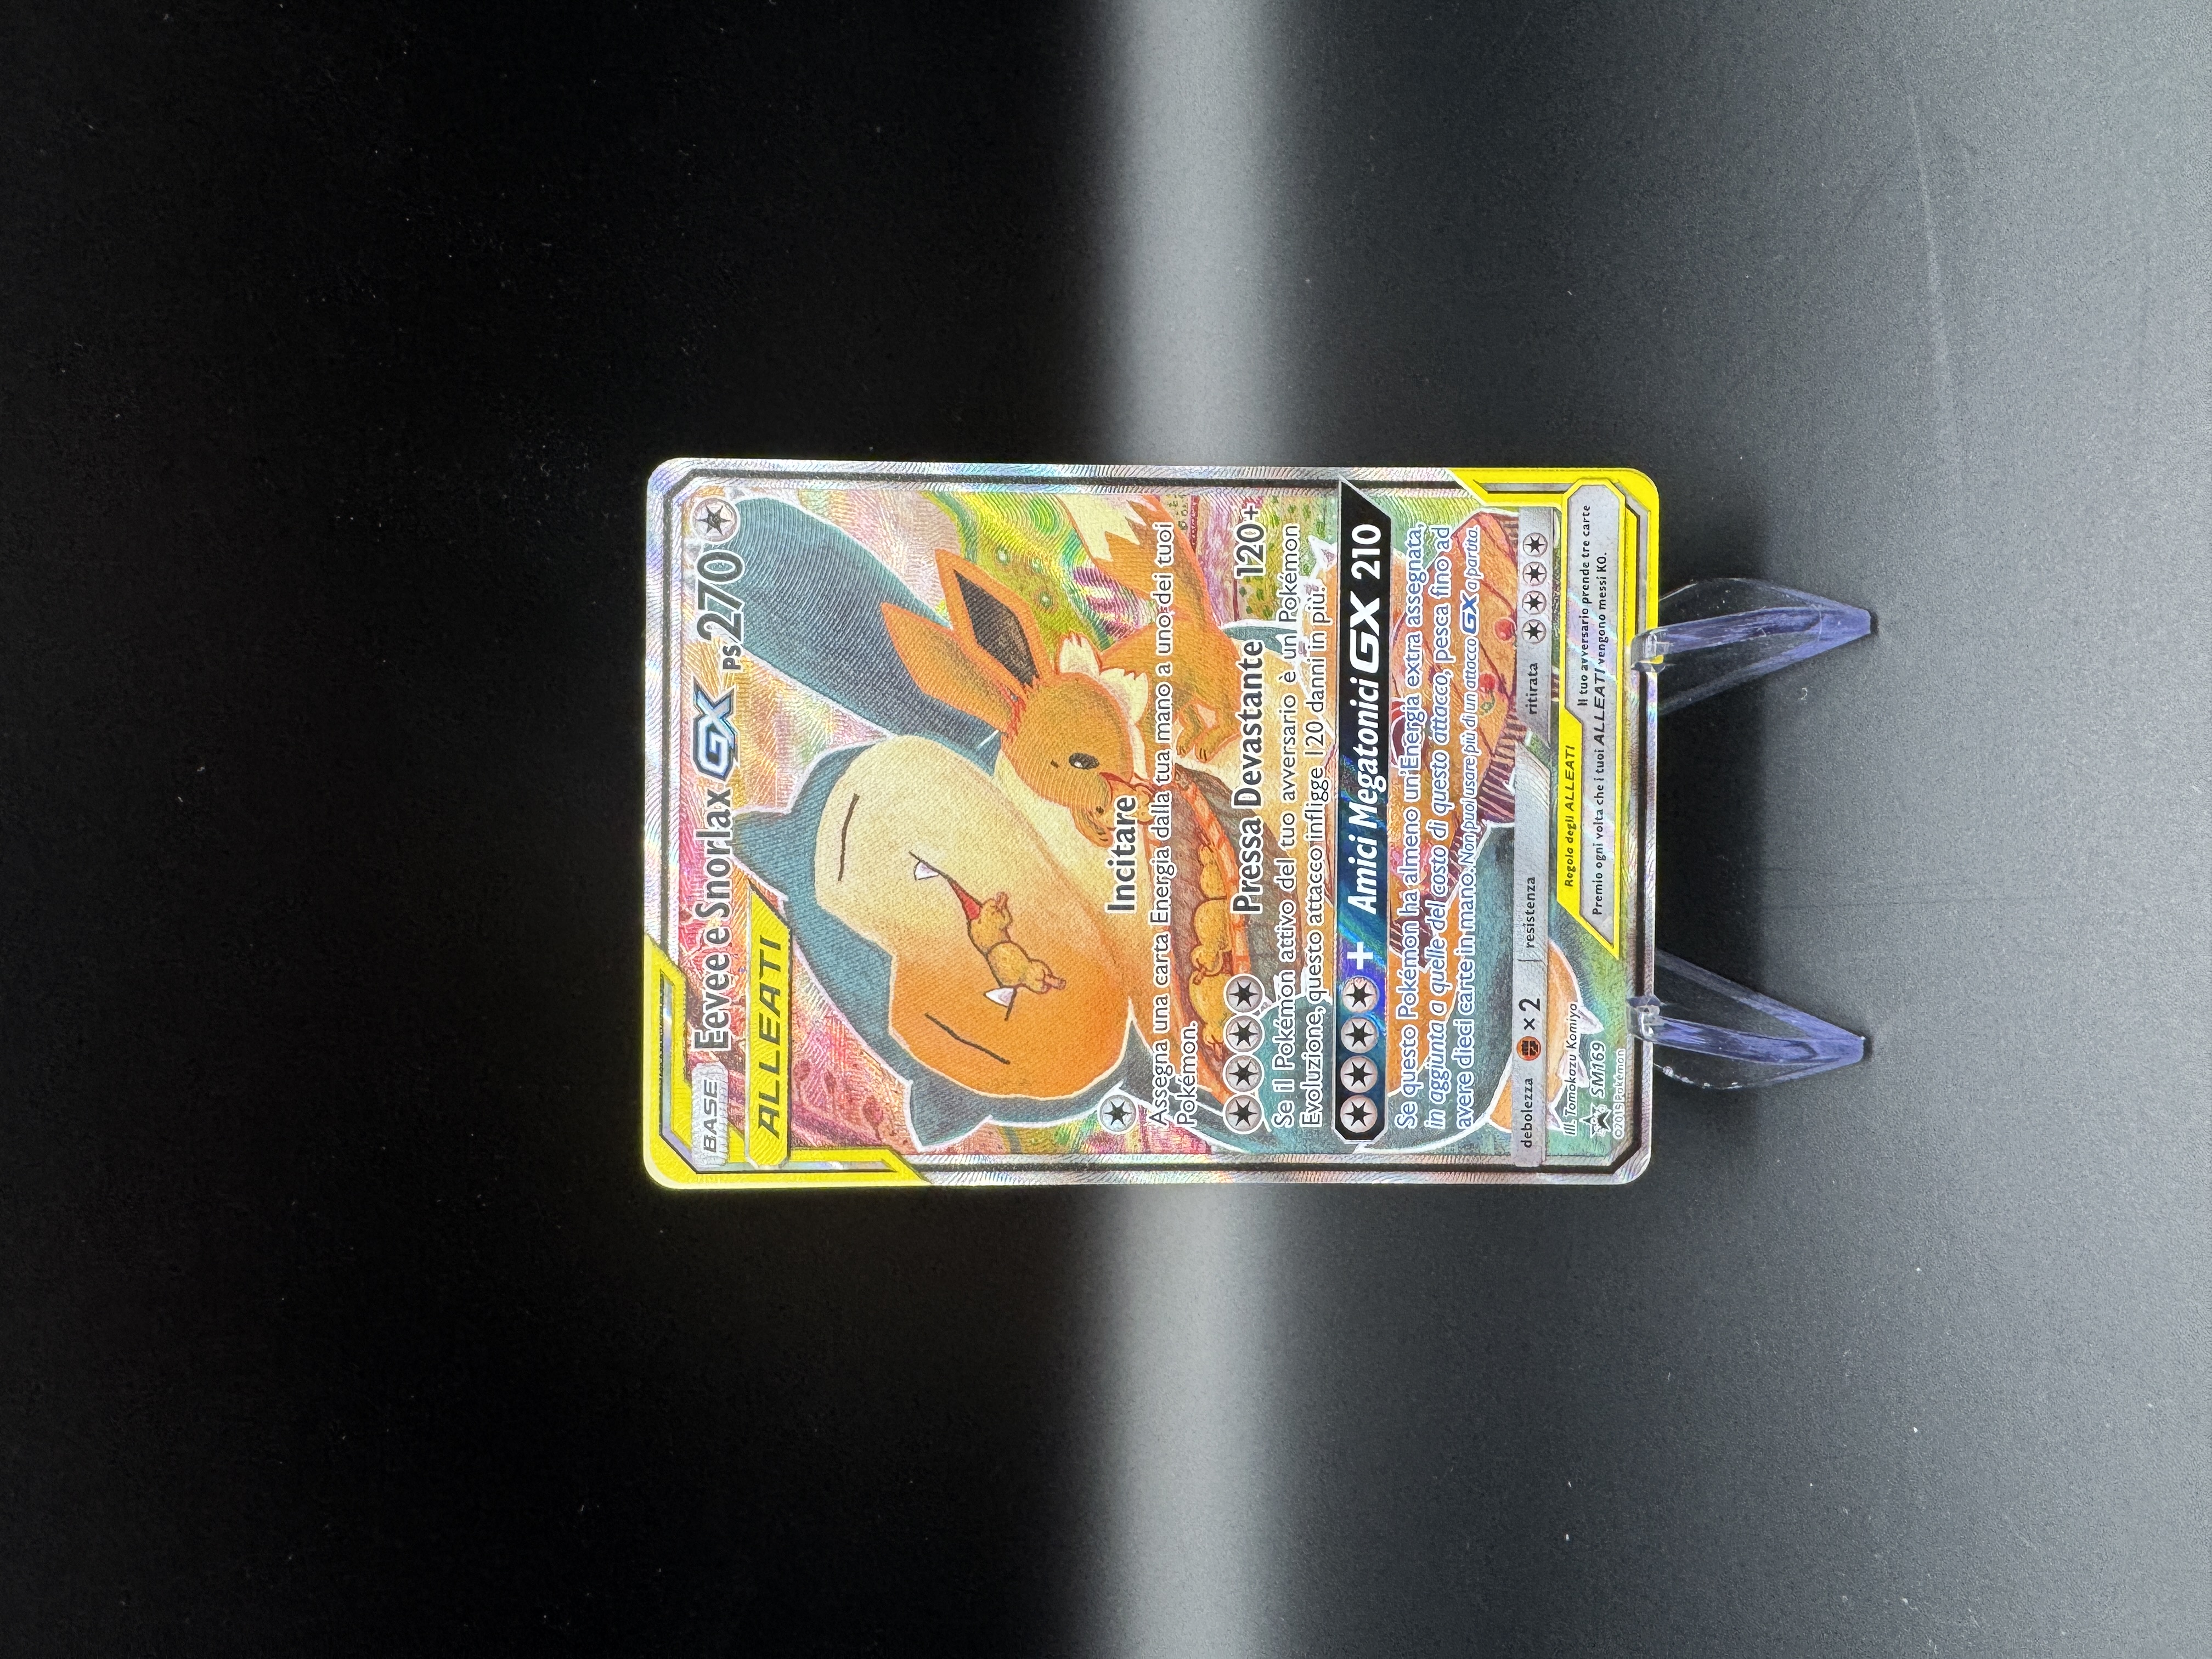 BASE Eevee e Snorlax GX PS 270
ALLEATI
Incitare
Assegna una carta Energia dalla tua mano a uno dei tuoi
Pokémon.
Pressa Devastante 120+
Se il Pokémon attivo del tuo avversario è un Pokémon
Evoluzione, questo attacco infligge 120 danni in più.
+ Amici Megatonici GX 210
Se questo Pokémon ha almeno un'Energia extra assegnata,
in aggiunta a quelle del costo di questo attacco, pesca fino ad
avere dieci carte in mano. Non puoi usare più di un attacco GX a partita.
debolezza ×2 resistenza ritirata
Ill. Tomokazu Komiya
SM169
©2019 Pokémon
Regola degli ALLEATI
Il tuo avversario prende tre carte
Premio ogni volta che i tuoi ALLEATI vengono messi KO.